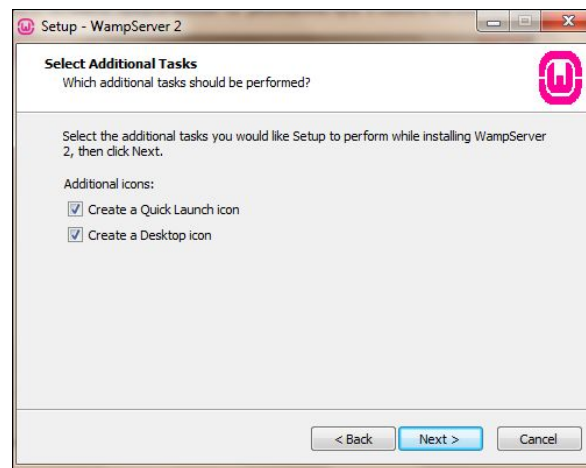 Setup - WampServer 2
Select Additional Tasks
Which additional tasks should be performed?
Select the additional tasks you would like Setup to perform while installing WampServer
2, then click Next.
Additional icons:
Create a Quick Launch icon
Create a Desktop icon
< Back
Next >
Cancel